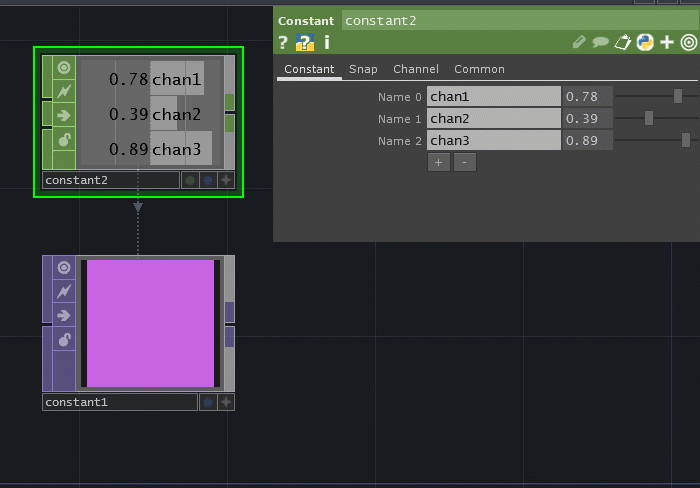 Constant constant2
? ? i
Constant Snap Channel Common
Name 0 chan1 0.78
Name 1 chan2 0.39
Name 2 chan3 0.89
+ -
0.78 chan1
0.39 chan2
0.89 chan3
constant2
constant1